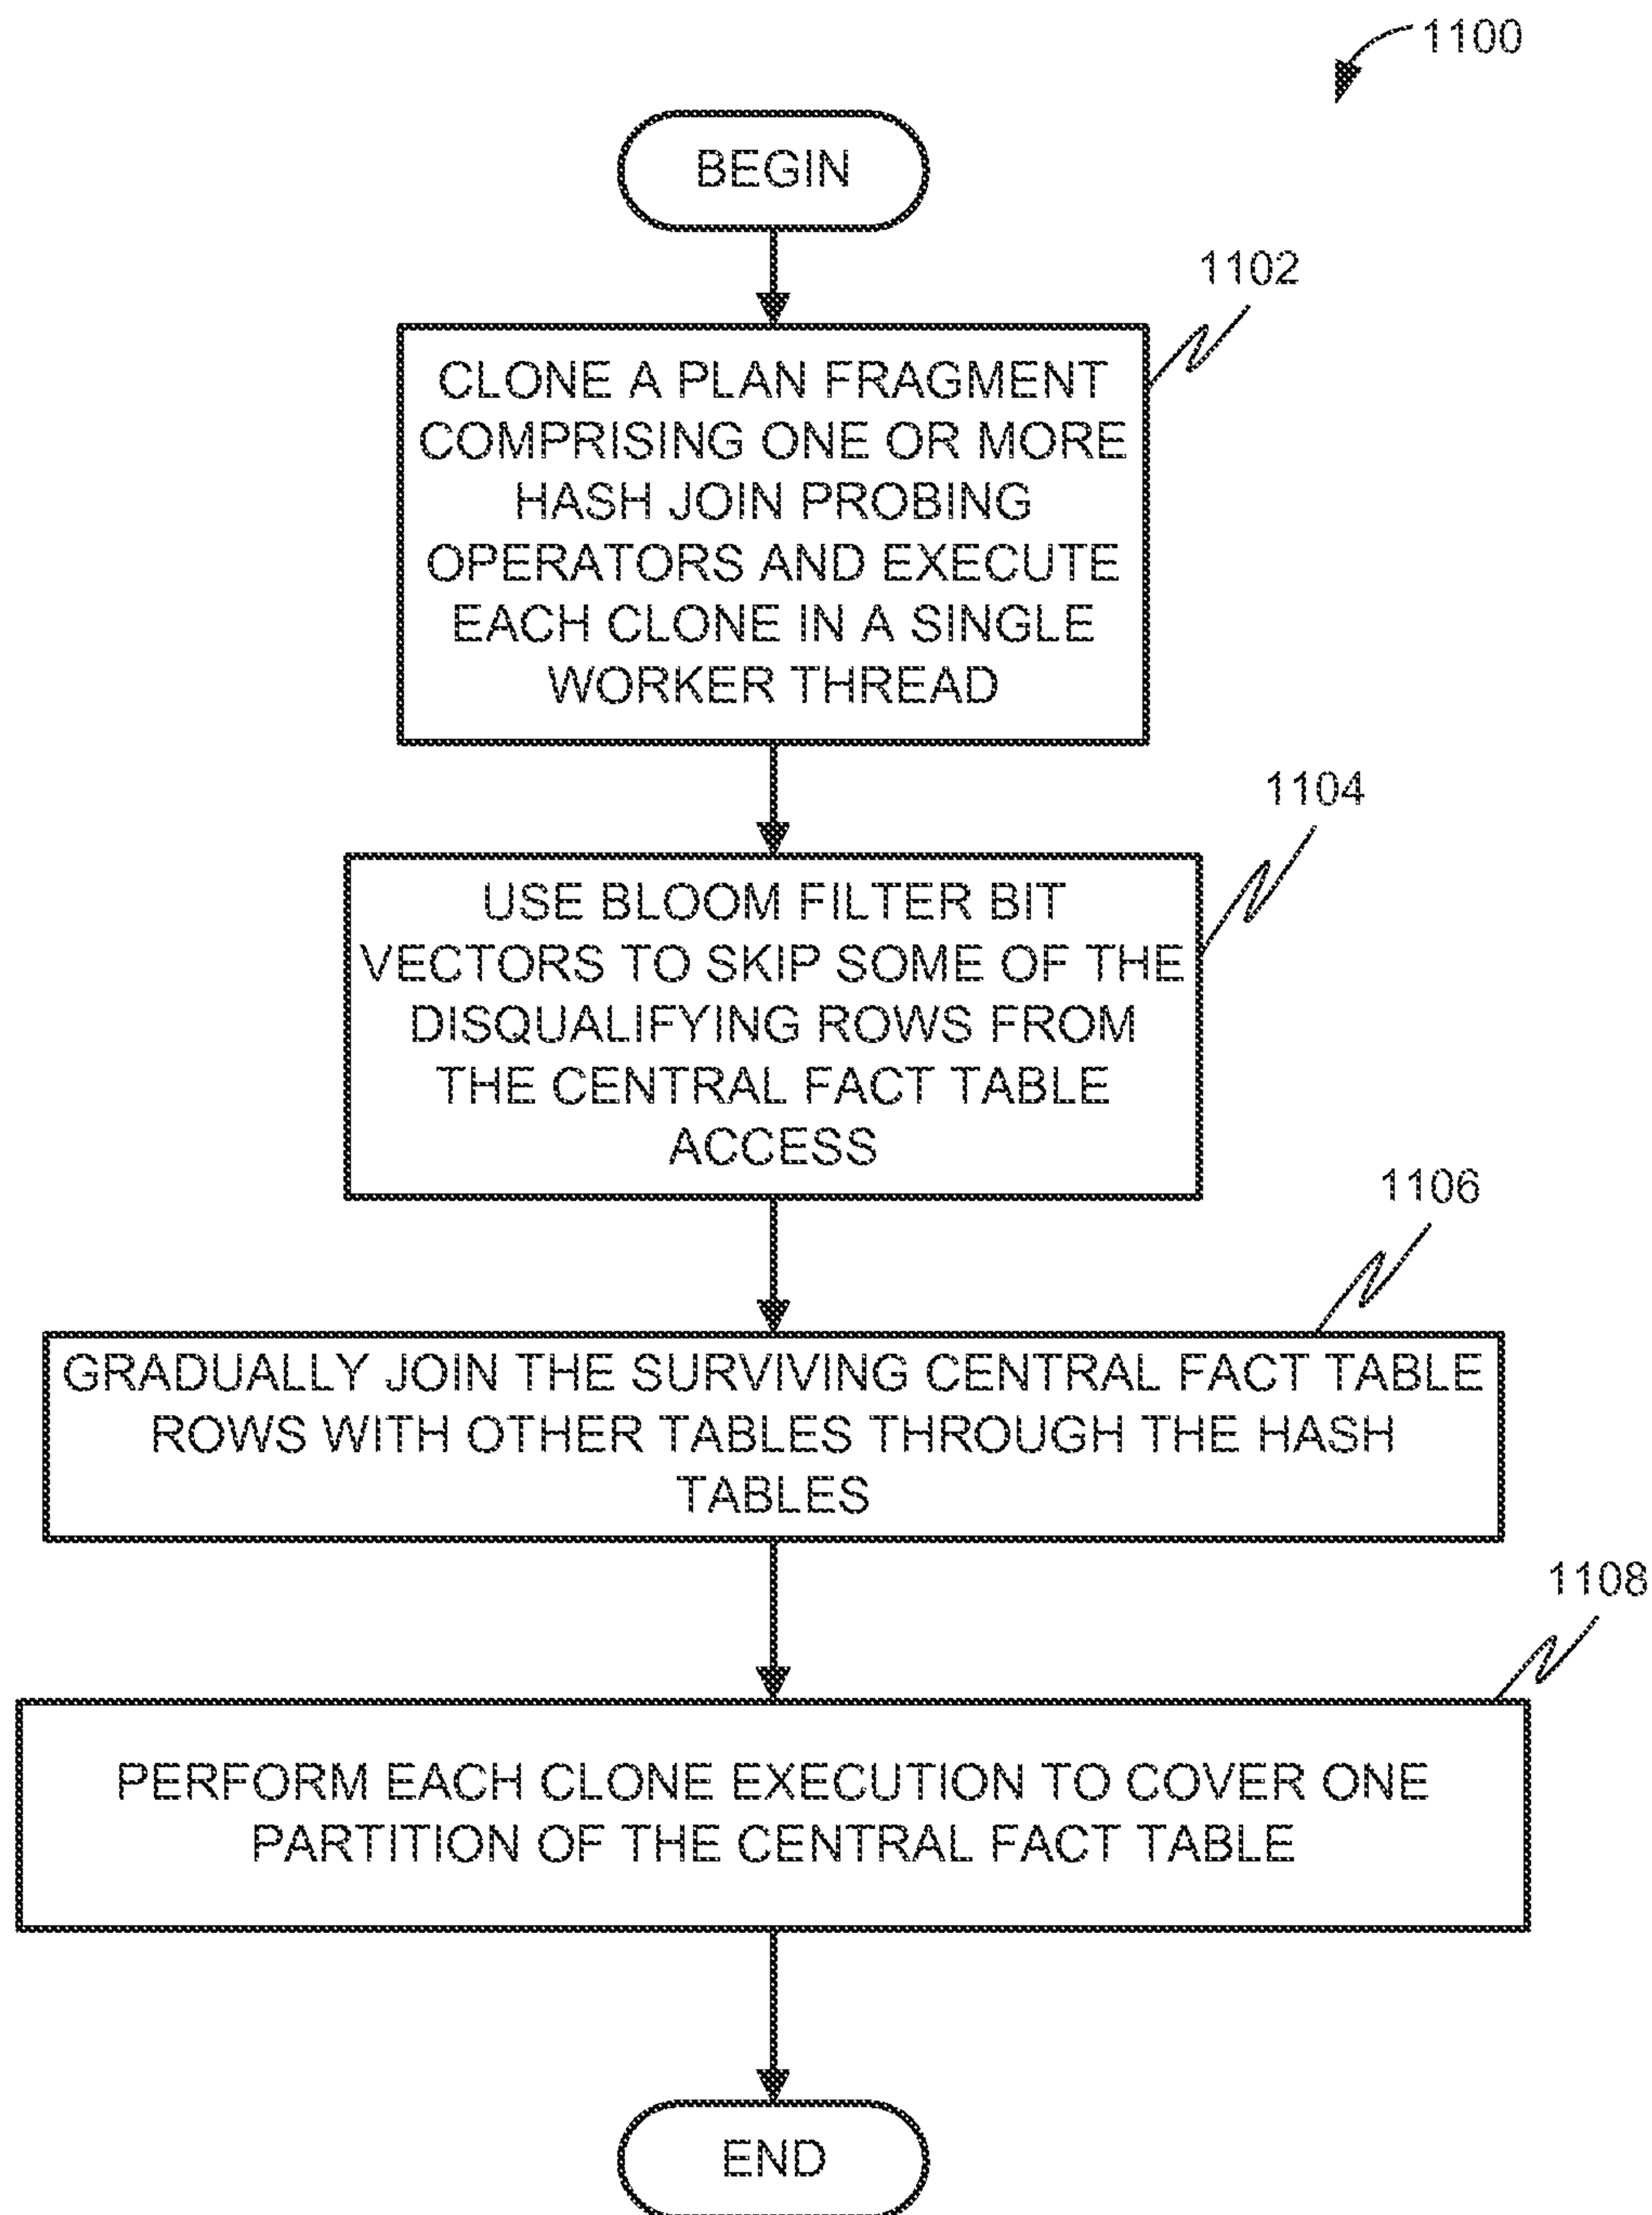 1100
BEGIN
1102
CLONE A PLAN FRAGMENT
COMPRISING ONE OR MORE
HASH JOIN PROBING
OPERATORS AND EXECUTE
EACH CLONE IN A SINGLE
WORKER THREAD
1104
USE BLOOM FILTER BIT
VECTORS TO SKIP SOME OF THE
DISQUALIFYING ROWS FROM
THE CENTRAL FACT TABLE
ACCESS
1106
GRADUALLY JOIN THE SURVIVING CENTRAL FACT TABLE
ROWS WITH OTHER TABLES THROUGH THE HASH
TABLES
1108
PERFORM EACH CLONE EXECUTION TO COVER ONE
PARTITION OF THE CENTRAL FACT TABLE
END